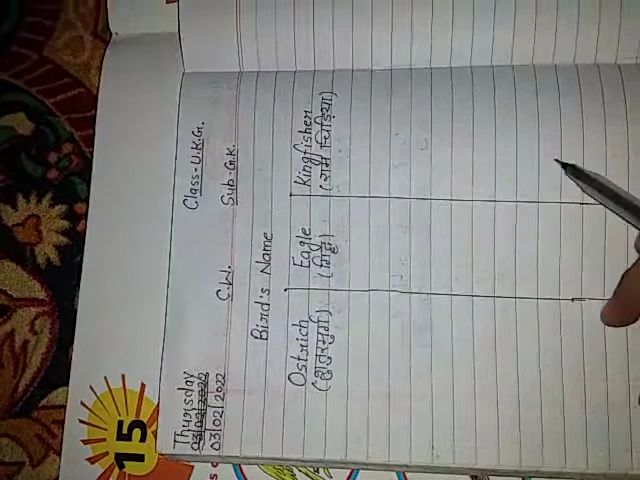 Thursday
03/02/2022
Class-U.K.G.
C.W.
Sub-G.K.
Bird's Name
Ostrich
Eagle
Kingfisher
(शुतुरमुर्ग)
(गिद्द)
(राम चिड़िया)
15